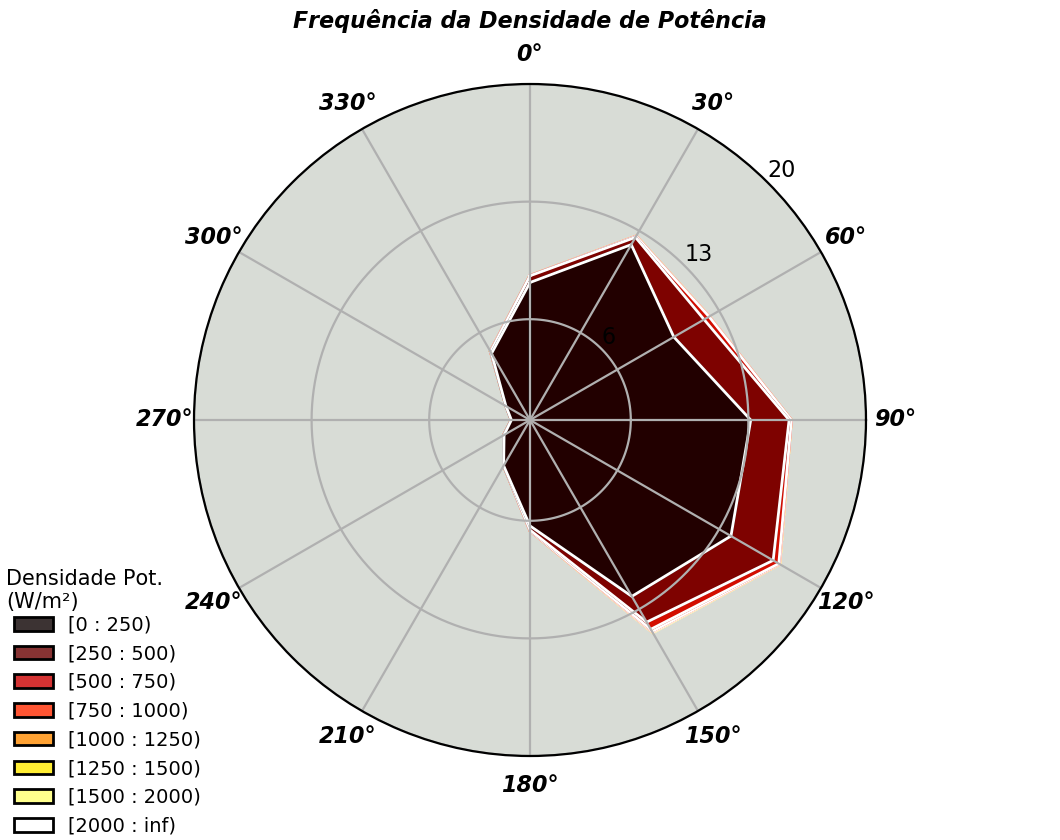 Frequência da Densidade de Potência
0°
330°
30°
20
300°
60°
13
6
270°
90°
240°
120°
210°
150°
180°
Densidade Pot.
(W/m²)
[0 : 250)
[250 : 500)
[500 : 750)
[750 : 1000)
[1000 : 1250)
[1250 : 1500)
[1500 : 2000)
[2000 : inf)